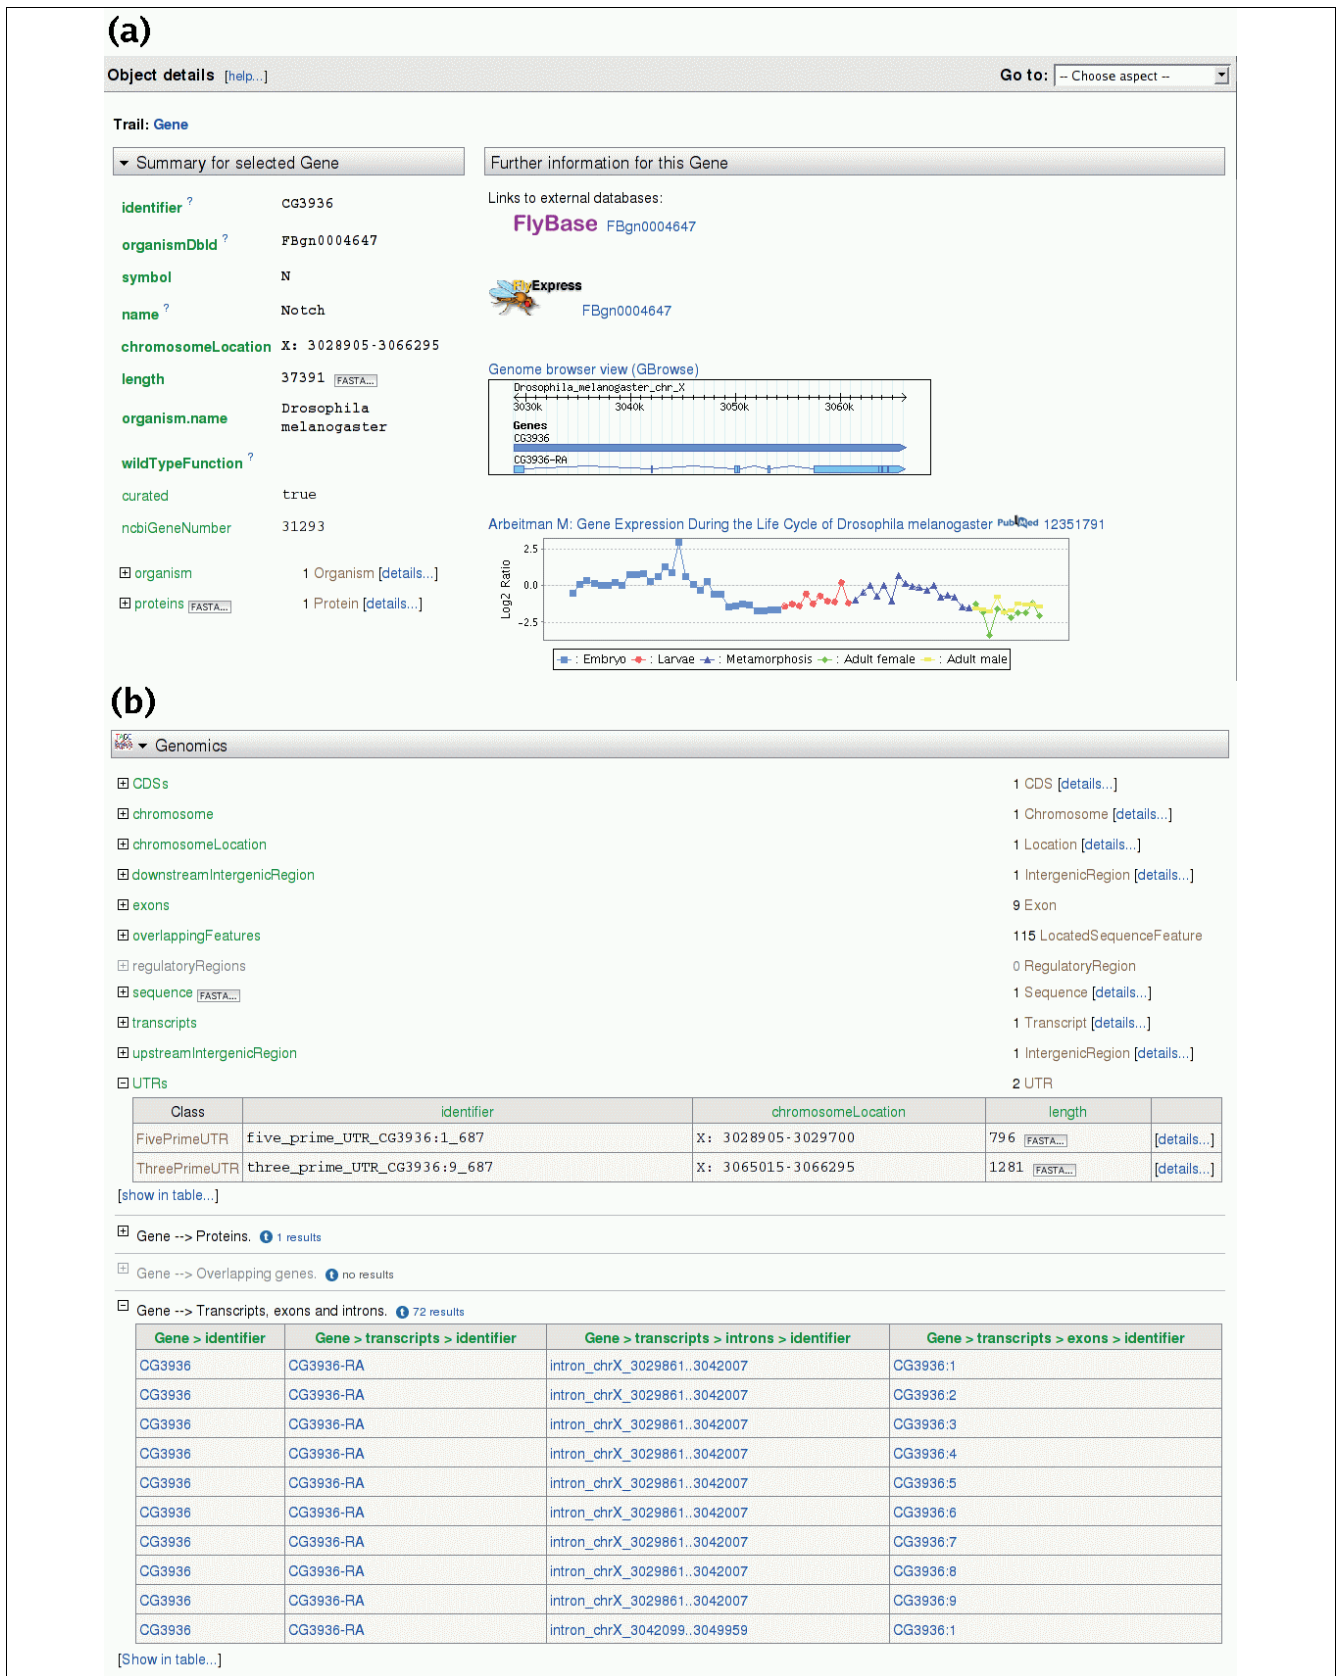 (a)
Object details [help...] Go to: -- Choose aspect --
Trail: Gene
Summary for selected Gene
identifier ? CG3936
organismDbId ? FBgn0004647
symbol N
name ? Notch
chromosomeLocation X: 3028905-3066295
length 37391 FASTA...
organism.name Drosophila
melanogaster
wildTypeFunction ?
curated true
ncbiGeneNumber 31293
organism 1 Organism [details...]
proteins FASTA... 1 Protein [details...]
Further information for this Gene
Links to external databases:
FlyBase FBgn0004647
FlyExpress
FBgn0004647
Genome browser view (GBrowse)
Drosophila_melanogaster_chr_X
3030k 3040k 3050k 3060k
Genes
CG3936
CG3936-RA
Arbeitman M: Gene Expression During the Life Cycle of Drosophila melanogaster PubMed 12351791
Log2 Ratio
2.5
0.0
-2.5
: Embryo : Larvae : Metamorphosis : Adult female : Adult male
(b)
Genomics
CDSs 1 CDS [details...]
chromosome 1 Chromosome [details...]
chromosomeLocation 1 Location [details...]
downstreamIntergenicRegion 1 IntergenicRegion [details...]
exons 9 Exon
overlappingFeatures 115 LocatedSequenceFeature
regulatoryRegions 0 RegulatoryRegion
sequence FASTA... 1 Sequence [details...]
transcripts 1 Transcript [details...]
upstreamIntergenicRegion 1 IntergenicRegion [details...]
UTRs 2 UTR
Class identifier chromosomeLocation length
FivePrimeUTR five_prime_UTR_CG3936:1_687 X: 3028905-3029700 796 FASTA... [details...]
ThreePrimeUTR three_prime_UTR_CG3936:9_687 X: 3065015-3066295 1281 FASTA... [details...]
[show in table...]
Gene --> Proteins. 1 results
Gene --> Overlapping genes. no results
Gene --> Transcripts, exons and introns. 72 results
Gene > identifier Gene > transcripts > identifier Gene > transcripts > introns > identifier Gene > transcripts > exons > identifier
CG3936 CG3936-RA intron_chrX_3029861..3042007 CG3936:1
CG3936 CG3936-RA intron_chrX_3029861..3042007 CG3936:2
CG3936 CG3936-RA intron_chrX_3029861..3042007 CG3936:3
CG3936 CG3936-RA intron_chrX_3029861..3042007 CG3936:4
CG3936 CG3936-RA intron_chrX_3029861..3042007 CG3936:5
CG3936 CG3936-RA intron_chrX_3029861..3042007 CG3936:6
CG3936 CG3936-RA intron_chrX_3029861..3042007 CG3936:7
CG3936 CG3936-RA intron_chrX_3029861..3042007 CG3936:8
CG3936 CG3936-RA intron_chrX_3029861..3042007 CG3936:9
CG3936 CG3936-RA intron_chrX_3042099..3049959 CG3936:1
[Show in table...]